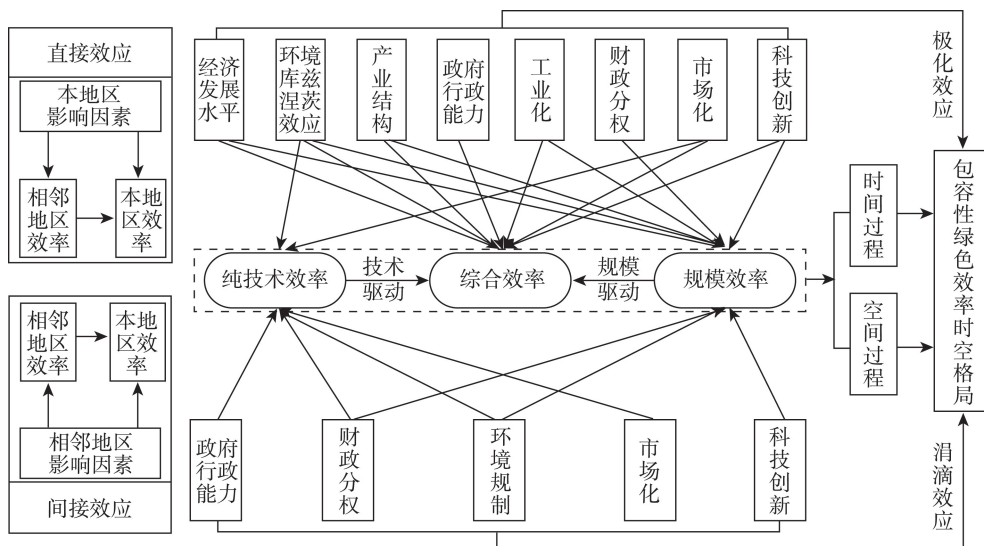 直接效应
本地区
影响因素
相邻
地区
效率
本地
区效
率
相邻
地区
效率
本地
区效
率
相邻地区
影响因素
间接效应
经济
发展
水平
环境
库兹
涅茨
效应
产业结构
政府
行政
能力
工业化
财政分权
市场化
科技创新
纯技术效率
技术
驱动
综合效率
规模
驱动
规模效率
政府
行政
能力
财政分权
环境规制
市场化
科技创新
时间过程
空间过程
极化效应
包容性绿色效率时空格局
涓滴效应